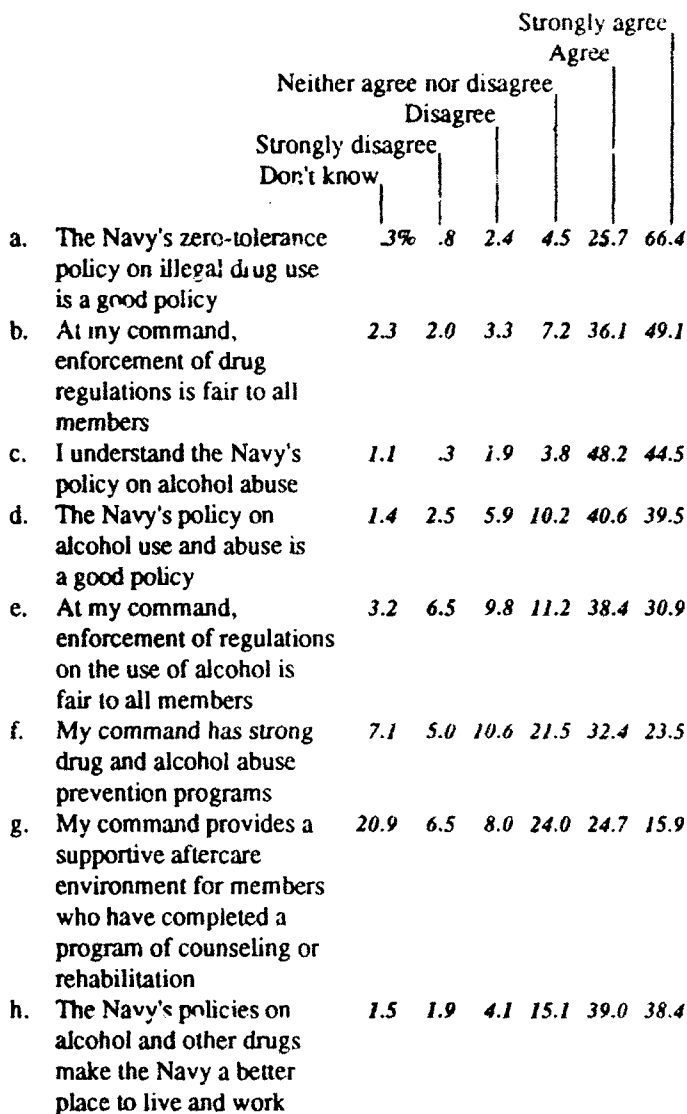 Strongly agree
Agree
Neither agree nor disagree
Disagree
Strongly disagree
Don't know
a. The Navy's zero-tolerance .3% .8 2.4 4.5 25.7 66.4
policy on illegal drug use
is a good policy
b. At my command, 2.3 2.0 3.3 7.2 36.1 49.1
enforcement of drug
regulations is fair to all
members
c. I understand the Navy's 1.1 .3 1.9 3.8 48.2 44.5
policy on alcohol abuse
d. The Navy's policy on 1.4 2.5 5.9 10.2 40.6 39.5
alcohol use and abuse is
a good policy
e. At my command, 3.2 6.5 9.8 11.2 38.4 30.9
enforcement of regulations
on the use of alcohol is
fair to all members
f. My command has strong 7.1 5.0 10.6 21.5 32.4 23.5
drug and alcohol abuse
prevention programs
g. My command provides a 20.9 6.5 8.0 24.0 24.7 15.9
supportive aftercare
environment for members
who have completed a
program of counseling or
rehabilitation
h. The Navy's policies on 1.5 1.9 4.1 15.1 39.0 38.4
alcohol and other drugs
make the Navy a better
place to live and work